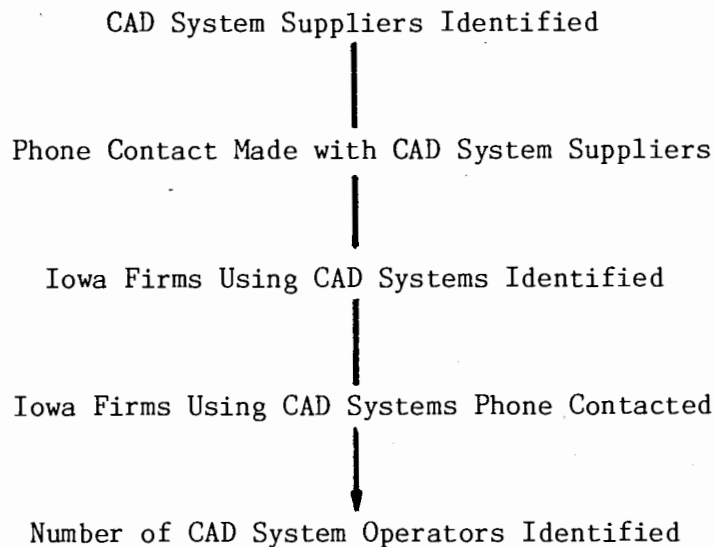 CAD System Suppliers Identified
Phone Contact Made with CAD System Suppliers
Iowa Firms Using CAD Systems Identified
Iowa Firms Using CAD Systems Phone Contacted
Number of CAD System Operators Identified